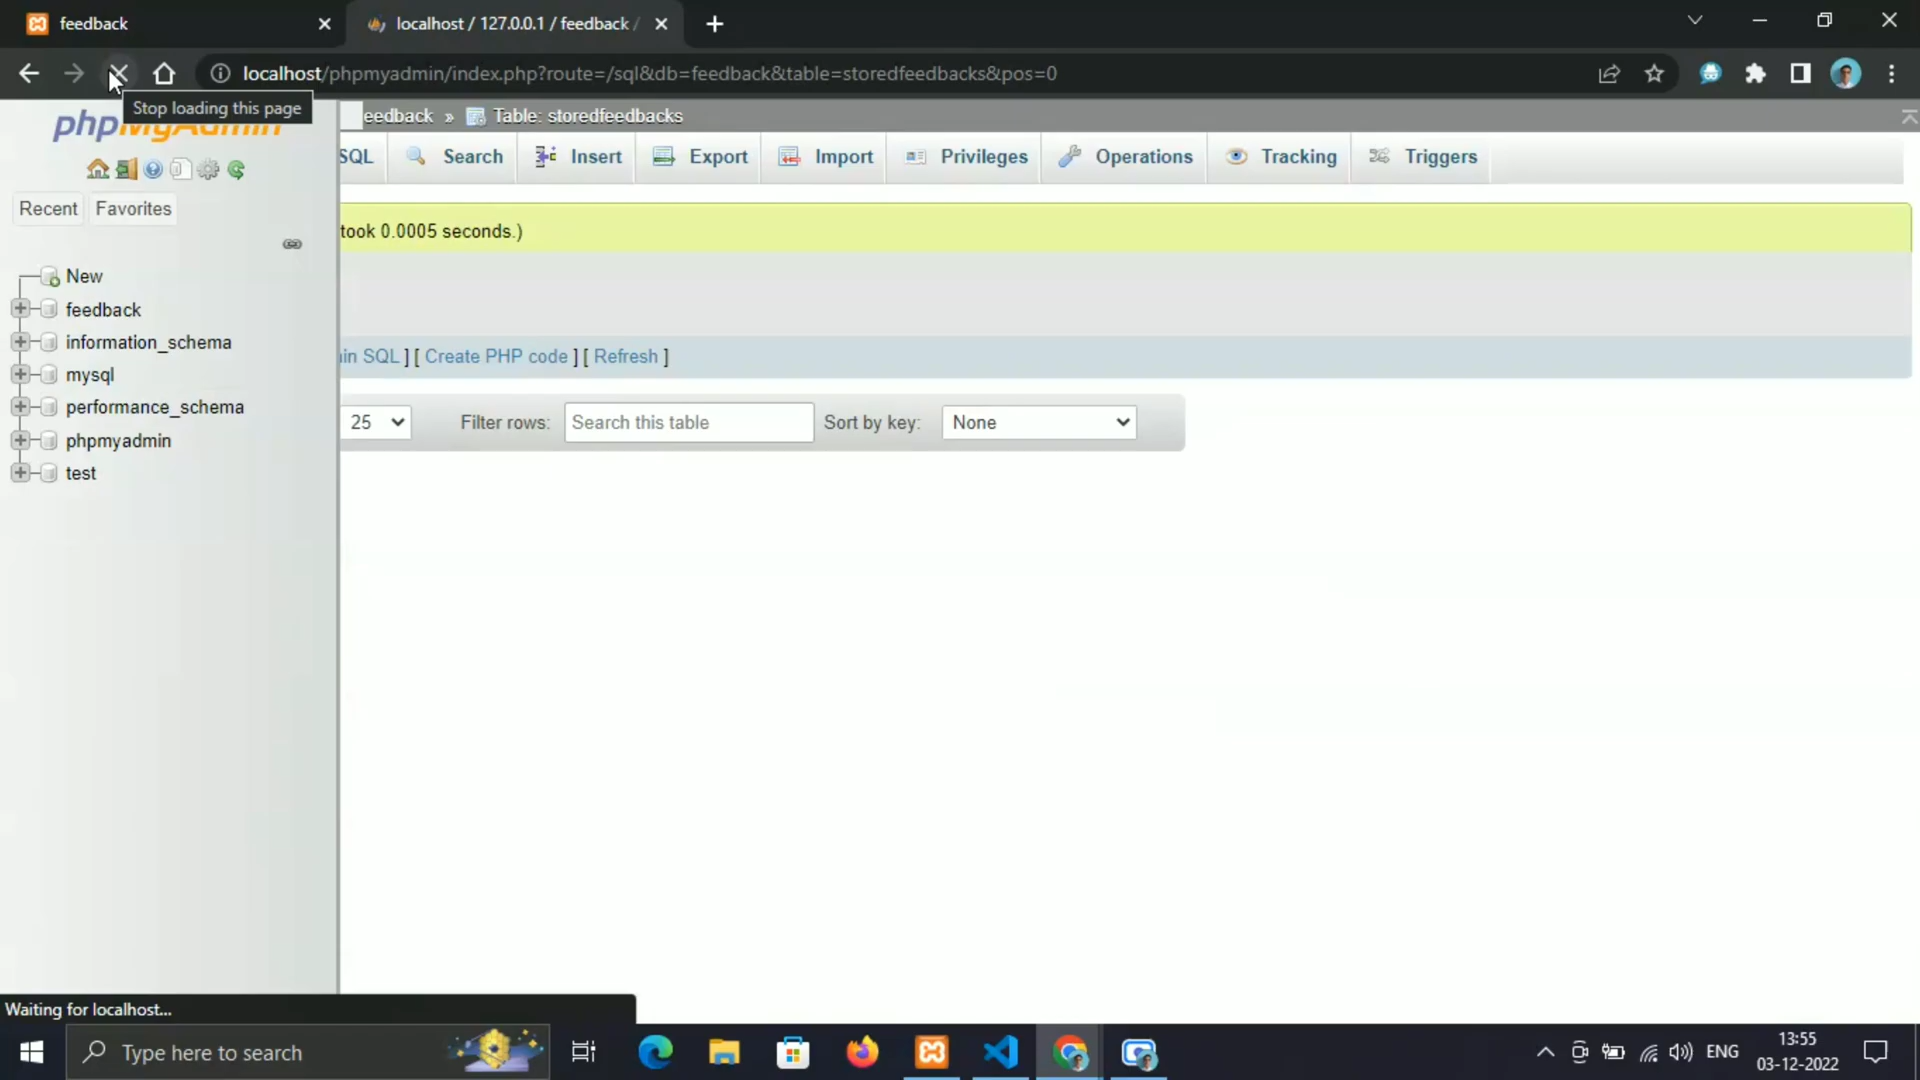 feedback
localhost / 127.0.0.1 / feedback /
localhost/phpmyadmin/index.php?route=/sql&db=feedback&table=storedfeedbacks&pos=0
Stop loading this page
phpMyAdmin
eedback » Table: storedfeedbacks
SQL Search Insert Export Import Privileges Operations Tracking Triggers
Recent Favorites
took 0.0005 seconds.)
New
feedback
information_schema
mysql
performance_schema
phpmyadmin
test
in SQL ] [ Create PHP code ] [ Refresh ]
25 Filter rows: Search this table Sort by key: None
Waiting for localhost...
Type here to search
ENG
13:55
03-12-2022